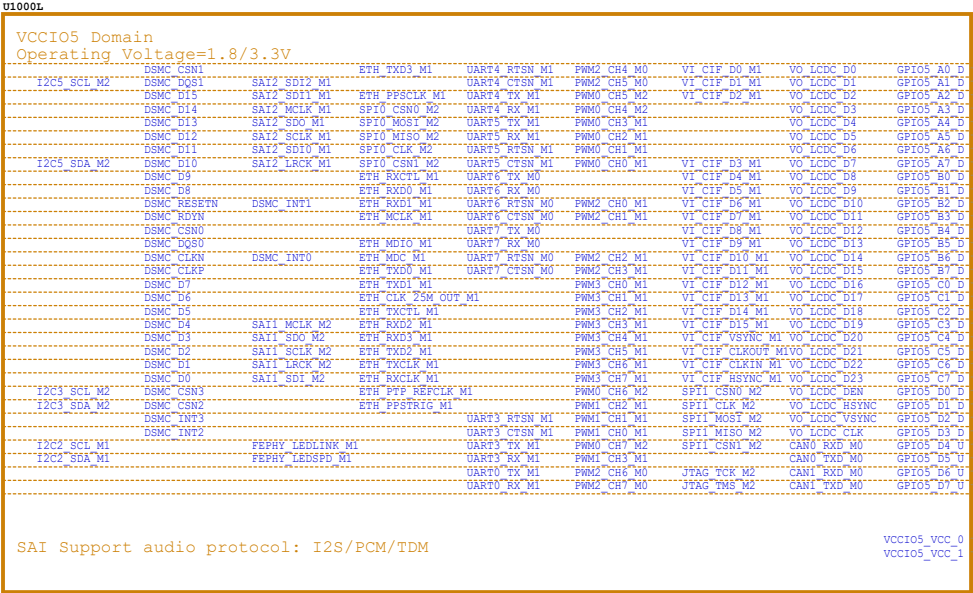 U1000L
VCCIO5 Domain
Operating Voltage=1.8/3.3V
DSMC_CSN1 ETH_TXD3_M1 UART4_RTSN_M1 PWM2_CH4_M0 VI_CIF_D0_M1 VO_LCDC_D0 GPIO5_A0_D
I2C5_SCL_M2 DSMC_DQS1 SAI2_SDI2_M1 UART4_CTSN_M1 PWM2_CH5_M0 VI_CIF_D1_M1 VO_LCDC_D1 GPIO5_A1_D
DSMC_D15 SAI2_SDI1_M1 ETH_PPSCLK_M1 UART4_TX_M1 PWM0_CH5_M2 VI_CIF_D2_M1 VO_LCDC_D2 GPIO5_A2_D
DSMC_D14 SAI2_MCLK_M1 SPI0_CSN0_M2 UART4_RX_M1 PWM0_CH4_M2 VO_LCDC_D3 GPIO5_A3_D
DSMC_D13 SAI2_SDO_M1 SPI0_MOSI_M2 UART5_TX_M1 PWM0_CH3_M1 VO_LCDC_D4 GPIO5_A4_D
DSMC_D12 SAI2_SCLK_M1 SPI0_MISO_M2 UART5_RX_M1 PWM0_CH2_M1 VO_LCDC_D5 GPIO5_A5_D
DSMC_D11 SAI2_SDI0_M1 SPI0_CLK_M2 UART5_RTSN_M1 PWM0_CH1_M1 VO_LCDC_D6 GPIO5_A6_D
I2C5_SDA_M2 DSMC_D10 SAI2_LRCK_M1 SPI0_CSN1_M2 UART5_CTSN_M1 PWM0_CH0_M1 VI_CIF_D3_M1 VO_LCDC_D7 GPIO5_A7_D
DSMC_D9 ETH_RXCTL_M1 UART6_TX_M0 VI_CIF_D4_M1 VO_LCDC_D8 GPIO5_B0_D
DSMC_D8 ETH_RXD0_M1 UART6_RX_M0 VI_CIF_D5_M1 VO_LCDC_D9 GPIO5_B1_D
DSMC_RESETN DSMC_INT1 ETH_RXD1_M1 UART6_RTSN_M0 PWM2_CH0_M1 VI_CIF_D6_M1 VO_LCDC_D10 GPIO5_B2_D
DSMC_RDYN ETH_MCLK_M1 UART6_CTSN_M0 PWM2_CH1_M1 VI_CIF_D7_M1 VO_LCDC_D11 GPIO5_B3_D
DSMC_CSN0 UART7_TX_M0 VI_CIF_D8_M1 VO_LCDC_D12 GPIO5_B4_D
DSMC_DQS0 ETH_MDIO_M1 UART7_RX_M0 VI_CIF_D9_M1 VO_LCDC_D13 GPIO5_B5_D
DSMC_CLKN DSMC_INT0 ETH_MDC_M1 UART7_RTSN_M0 PWM2_CH2_M1 VI_CIF_D10_M1 VO_LCDC_D14 GPIO5_B6_D
DSMC_CLKP ETH_TXD0_M1 UART7_CTSN_M0 PWM2_CH3_M1 VI_CIF_D11_M1 VO_LCDC_D15 GPIO5_B7_D
DSMC_D7 ETH_TXD1_M1 PWM3_CH0_M1 VI_CIF_D12_M1 VO_LCDC_D16 GPIO5_C0_D
DSMC_D6 ETH_CLK_25M_OUT_M1 PWM3_CH1_M1 VI_CIF_D13_M1 VO_LCDC_D17 GPIO5_C1_D
DSMC_D5 ETH_TXCTL_M1 PWM3_CH2_M1 VI_CIF_D14_M1 VO_LCDC_D18 GPIO5_C2_D
DSMC_D4 SAI1_MCLK_M2 ETH_RXD2_M1 PWM3_CH3_M1 VI_CIF_D15_M1 VO_LCDC_D19 GPIO5_C3_D
DSMC_D3 SAI1_SDO_M2 ETH_RXD3_M1 PWM3_CH4_M1 VI_CIF_VSYNC_M1 VO_LCDC_D20 GPIO5_C4_D
DSMC_D2 SAI1_SCLK_M2 ETH_TXD2_M1 PWM3_CH5_M1 VI_CIF_CLKOUT_M1 VO_LCDC_D21 GPIO5_C5_D
DSMC_D1 SAI1_LRCK_M2 ETH_TXCLK_M1 PWM3_CH6_M1 VI_CIF_CLKIN_M1 VO_LCDC_D22 GPIO5_C6_D
DSMC_D0 SAI1_SDI_M2 ETH_RXCLK_M1 PWM3_CH7_M1 VI_CIF_HSYNC_M1 VO_LCDC_D23 GPIO5_C7_D
I2C3_SCL_M2 DSMC_CSN3 ETH_PTP_REFCLK_M1 PWM0_CH6_M2 SPI1_CSN0_M2 VO_LCDC_DEN GPIO5_D0_D
I2C3_SDA_M2 DSMC_CSN2 ETH_PPSTRIG_M1 PWM1_CH2_M1 SPI1_CLK_M2 VO_LCDC_HSYNC GPIO5_D1_D
DSMC_INT3 UART3_RTSN_M1 PWM1_CH1_M1 SPI1_MOSI_M2 VO_LCDC_VSYNC GPIO5_D2_D
DSMC_INT2 UART3_CTSN_M1 PWM1_CH0_M1 SPI1_MISO_M2 VO_LCDC_CLK GPIO5_D3_D
I2C2_SCL_M1 FEPHY_LEDLINK_M1 UART3_TX_M1 PWM0_CH7_M2 SPI1_CSN1_M2 CAN0_RXD_M0 GPIO5_D4_U
I2C2_SDA_M1 FEPHY_LEDSPD_M1 UART3_RX_M1 PWM1_CH3_M1 CAN0_TXD_M0 GPIO5_D5_U
UART0_TX_M1 PWM2_CH6_M0 JTAG_TCK_M2 CAN1_RXD_M0 GPIO5_D6_U
UART0_RX_M1 PWM2_CH7_M0 JTAG_TMS_M2 CAN1_TXD_M0 GPIO5_D7_U
VCCIO5_VCC_0
SAI Support audio protocol: I2S/PCM/TDM
VCCIO5_VCC_1